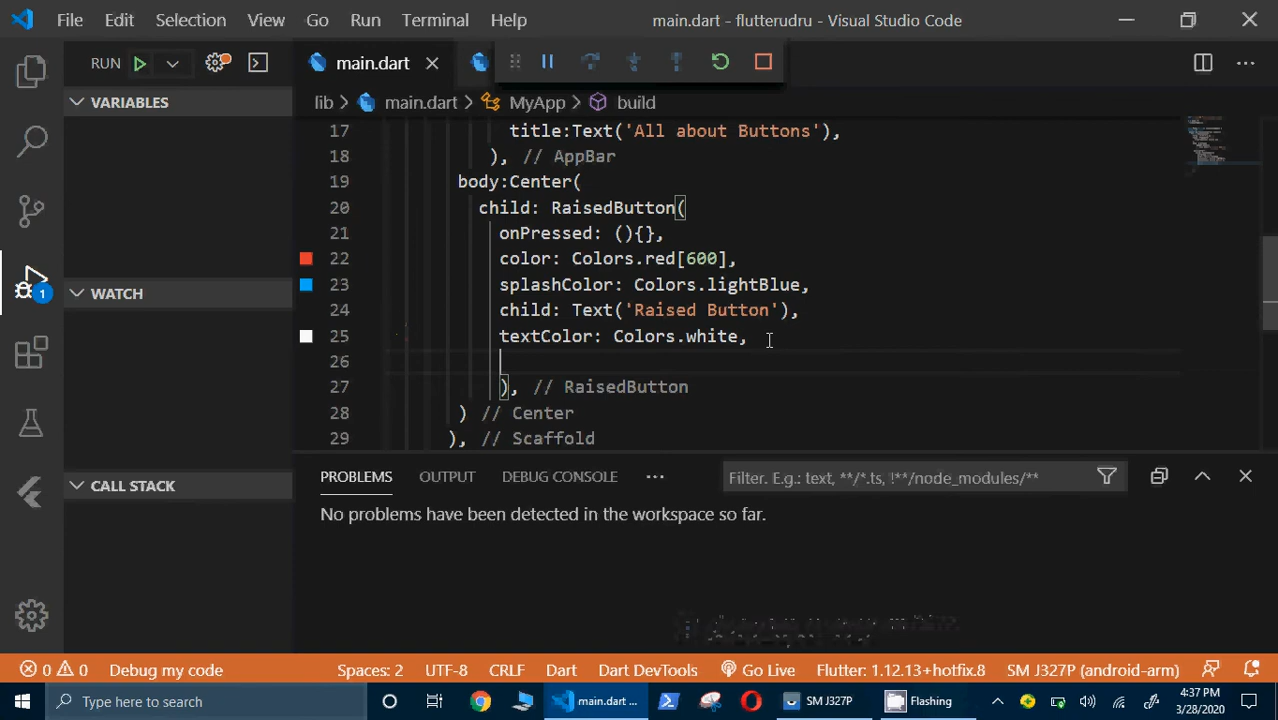 File Edit Selection View Go Run Terminal Help main.dart - flutterudru - Visual Studio Code
RUN main.dart
VARIABLES
lib > main.dart > MyApp > build
17 title:Text('All about Buttons'),
18 ), // AppBar
19 body:Center(
20 child: RaisedButton(
21 onPressed: (){},
22 color: Colors.red[600],
23 splashColor: Colors.lightBlue,
24 child: Text('Raised Button'),
25 textColor: Colors.white,
26
27 ), // RaisedButton
28 ) // Center
29 ), // Scaffold
1
WATCH
CALL STACK
PROBLEMS OUTPUT DEBUG CONSOLE ... Filter. E.g.: text, **/*.ts, !**/node_modules/**
No problems have been detected in the workspace so far.
0 0 Debug my code Spaces: 2 UTF-8 CRLF Dart Dart DevTools Go Live Flutter: 1.12.13+hotfix.8 SM J327P (android-arm)
Type here to search main.dart ... SM J327P Flashing 4:37 PM
3/28/2020